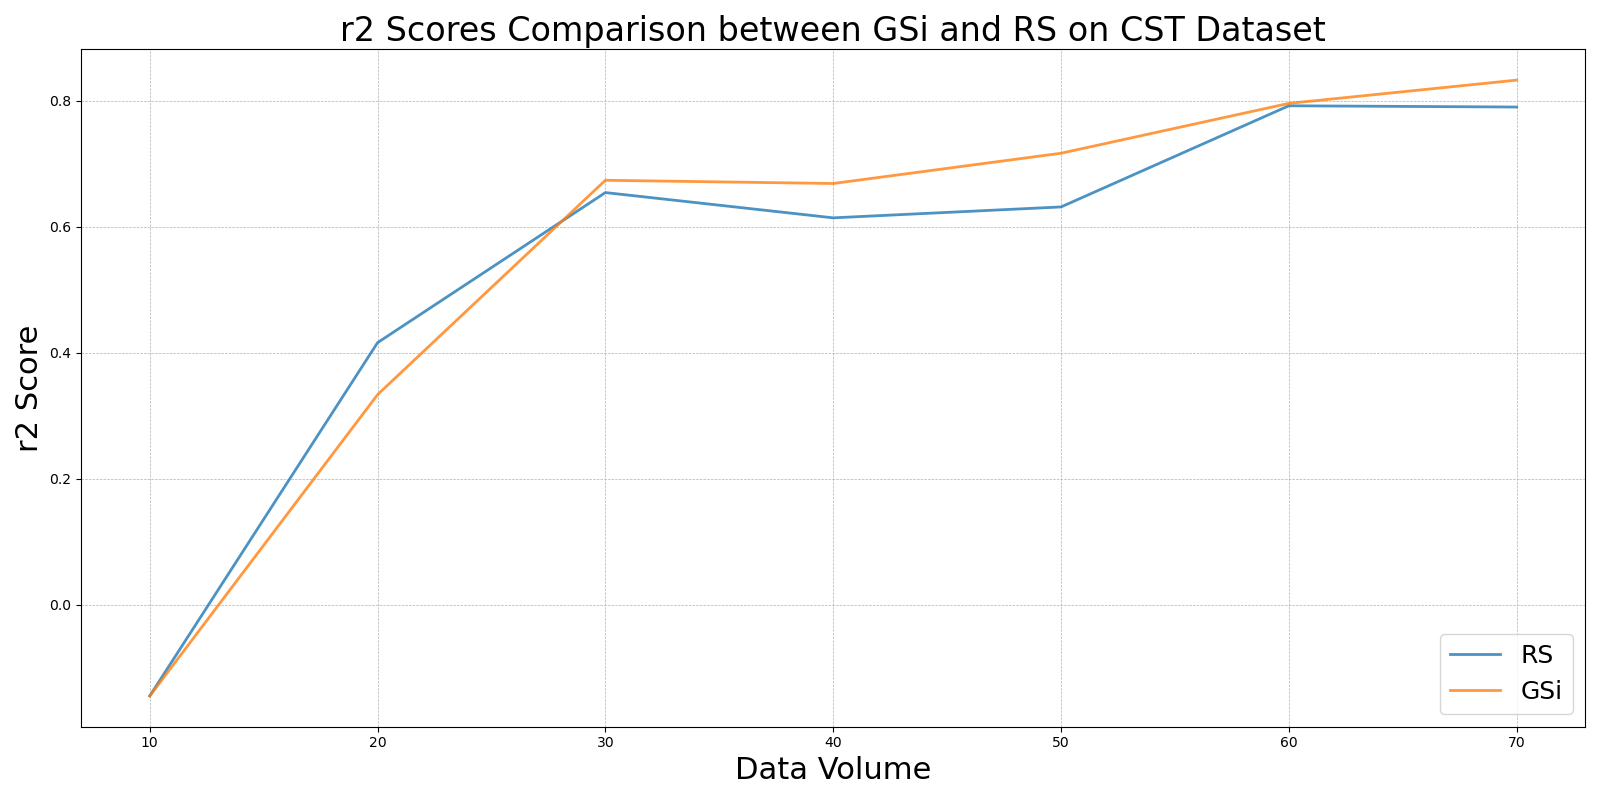 r2 Scores Comparison between GSi and RS on CST Dataset
r2 Score
0.8
0.6
0.4
0.2
0.0
10 20 30 40 50 60 70
Data Volume
RS
GSi